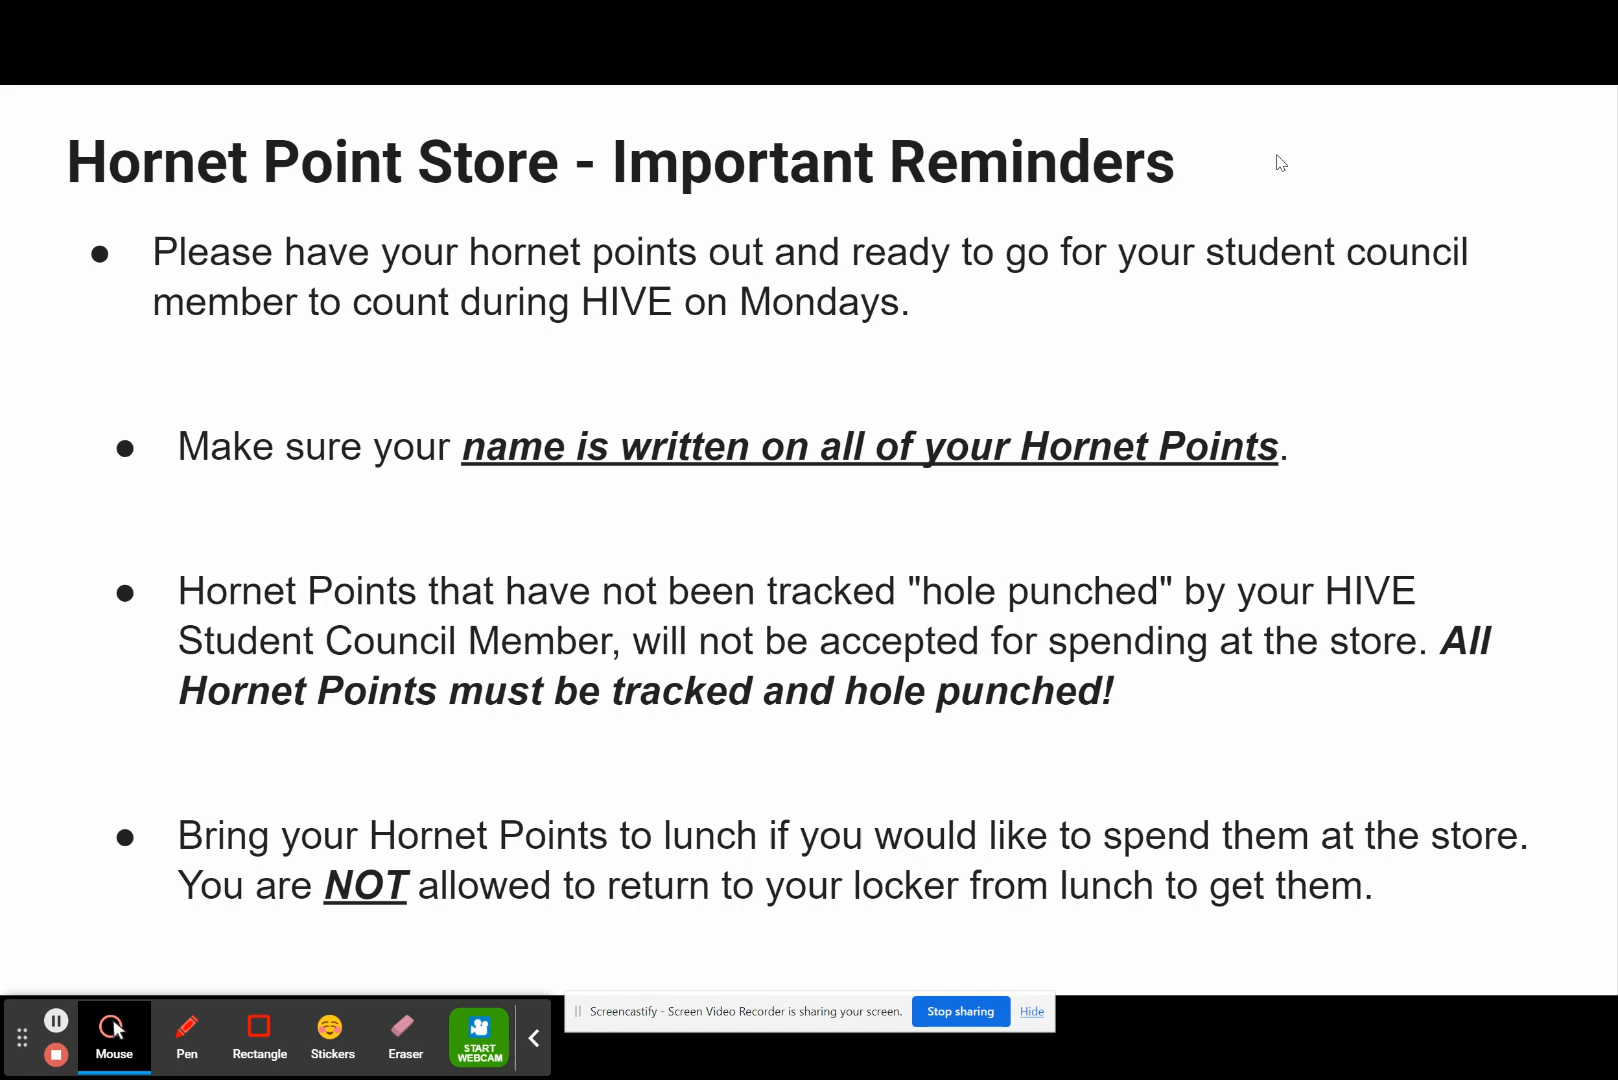 Hornet Point Store - Important Reminders
● Please have your hornet points out and ready to go for your student council
member to count during HIVE on Mondays.
● Make sure your name is written on all of your Hornet Points.
● Hornet Points that have not been tracked "hole punched" by your HIVE
Student Council Member, will not be accepted for spending at the store. All
Hornet Points must be tracked and hole punched!
● Bring your Hornet Points to lunch if you would like to spend them at the store.
You are NOT allowed to return to your locker from lunch to get them.
Screencastify - Screen Video Recorder is sharing your screen. Stop sharing Hide
Mouse Pen Rectangle Stickers Eraser START
WEBCAM